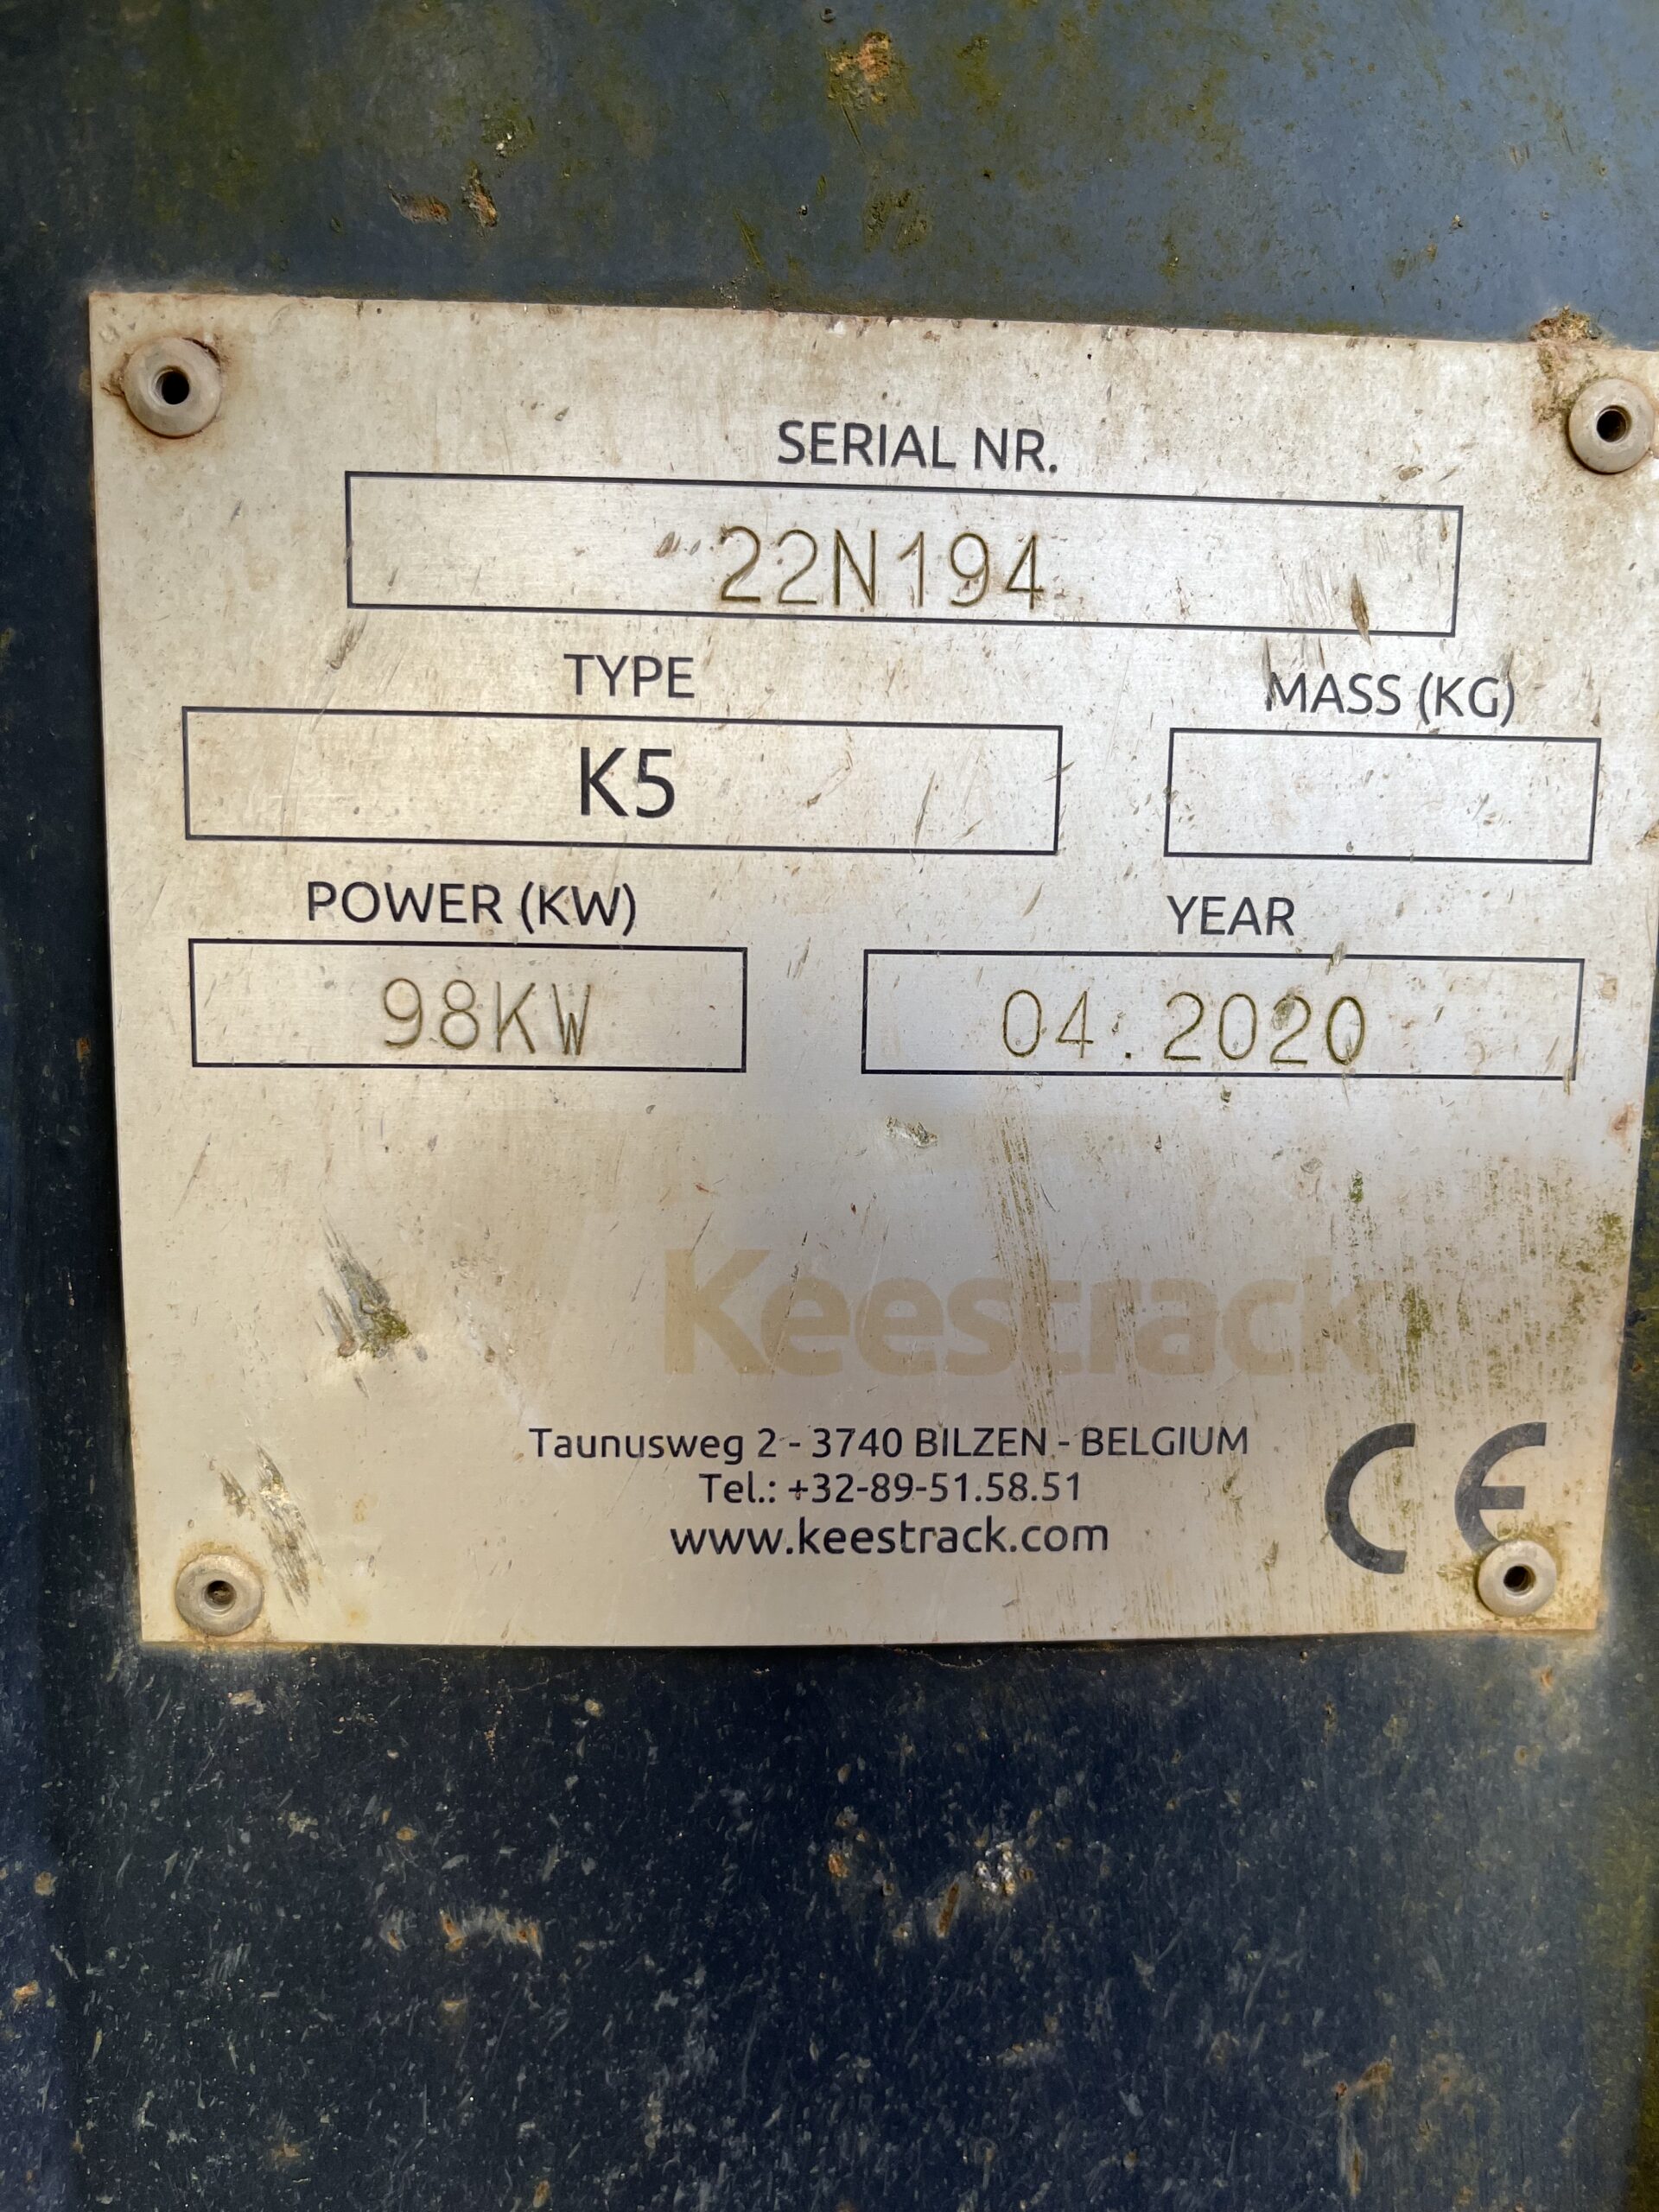 SERIAL NR.
22N194
TYPE
MASS (KG)
K5
POWER (KW)
YEAR
98KW
04.2020
Keestrack
Taunusweg 2 - 3740 BILZEN - BELGIUM
Tel.: +32-89-51.58.51
www.keestrack.com
CE